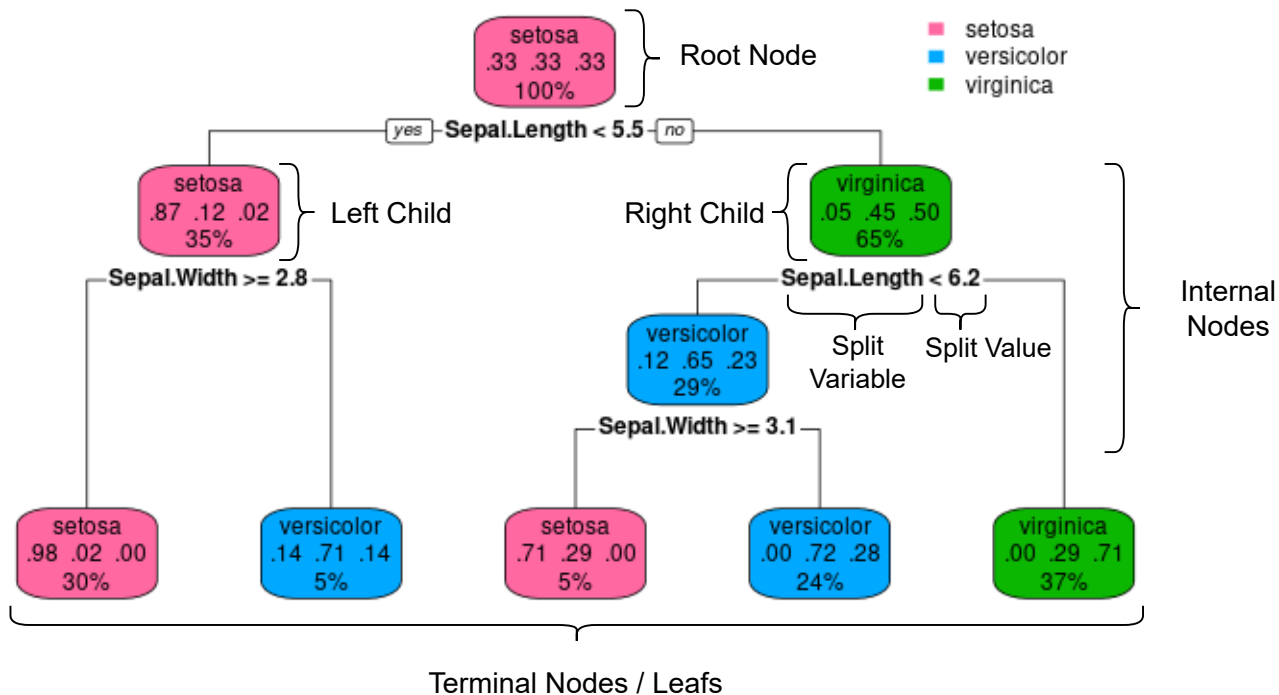 setosa
.33 .33 .33
100%
Root Node
setosa
versicolor
virginica
yes
Sepal.Length < 5.5
no
setosa
.87 .12 .02
35%
Left Child
Right Child
virginica
.05 .45 .50
65%
Sepal.Width >= 2.8
Sepal.Length < 6.2
Internal
Nodes
versicolor
.12 .65 .23
29%
Split
Variable
Split Value
Sepal.Width >= 3.1
setosa
.98 .02 .00
30%
versicolor
.14 .71 .14
5%
setosa
.71 .29 .00
5%
versicolor
.00 .72 .28
24%
virginica
.00 .29 .71
37%
Terminal Nodes / Leafs